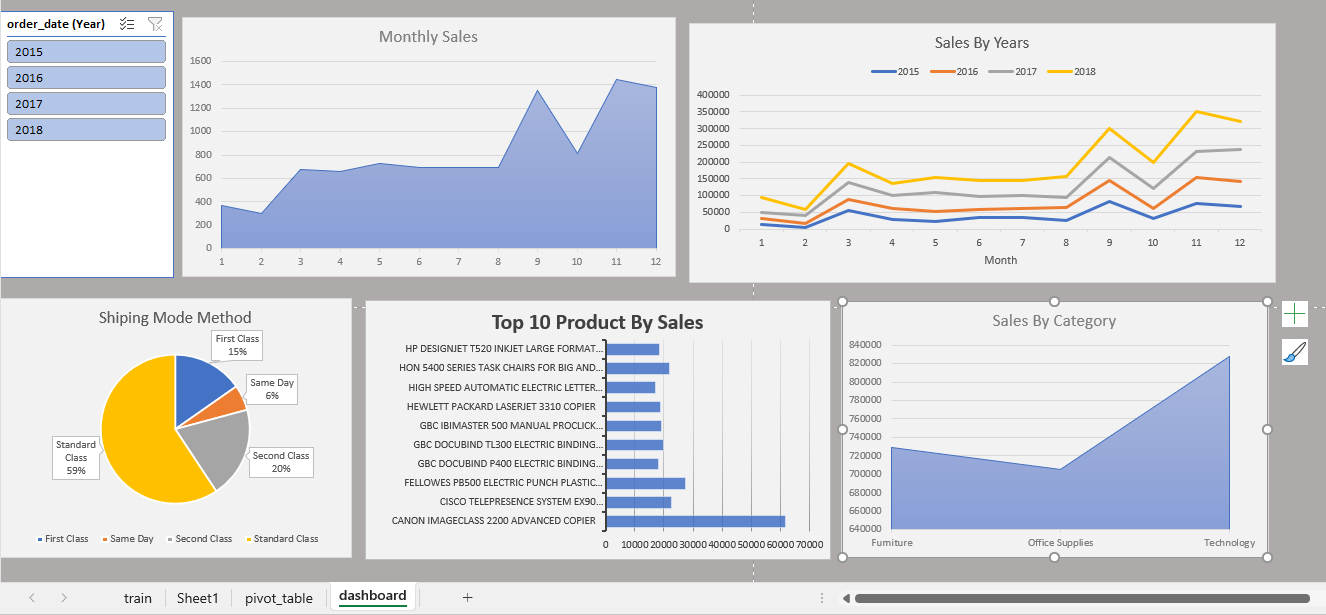 order_date (Year)
2015
2016
2017
2018
Monthly Sales
1600
1400
1200
1000
800
600
400
200
0
1 2 3 4 5 6 7 8 9 10 11 12
Sales By Years
2015 2016 2017 2018
400000
350000
300000
250000
200000
150000
100000
50000
0
1 2 3 4 5 6 7 8 9 10 11 12
Month
Shiping Mode Method
First Class
15%
Same Day
6%
Second Class
20%
Standard
Class
59%
First Class Same Day Second Class Standard Class
Top 10 Product By Sales
HP DESIGNJET T520 INKJET LARGE FORMAT...
HON 5400 SERIES TASK CHAIRS FOR BIG AND...
HIGH SPEED AUTOMATIC ELECTRIC LETTER...
HEWLETT PACKARD LASERJET 3310 COPIER
GBC IBIMASTER 500 MANUAL PROCLICK...
GBC DOCUBIND TL300 ELECTRIC BINDING...
GBC DOCUBIND P400 ELECTRIC BINDING...
FELLOWES PB500 ELECTRIC PUNCH PLASTIC...
CISCO TELEPRESENCE SYSTEM EX90...
CANON IMAGECLASS 2200 ADVANCED COPIER
0 10000 20000 30000 40000 50000 60000 70000
Sales By Category
840000
820000
800000
780000
760000
740000
720000
700000
680000
660000
640000
Furniture Office Supplies Technology
train Sheet1 pivot_table dashboard